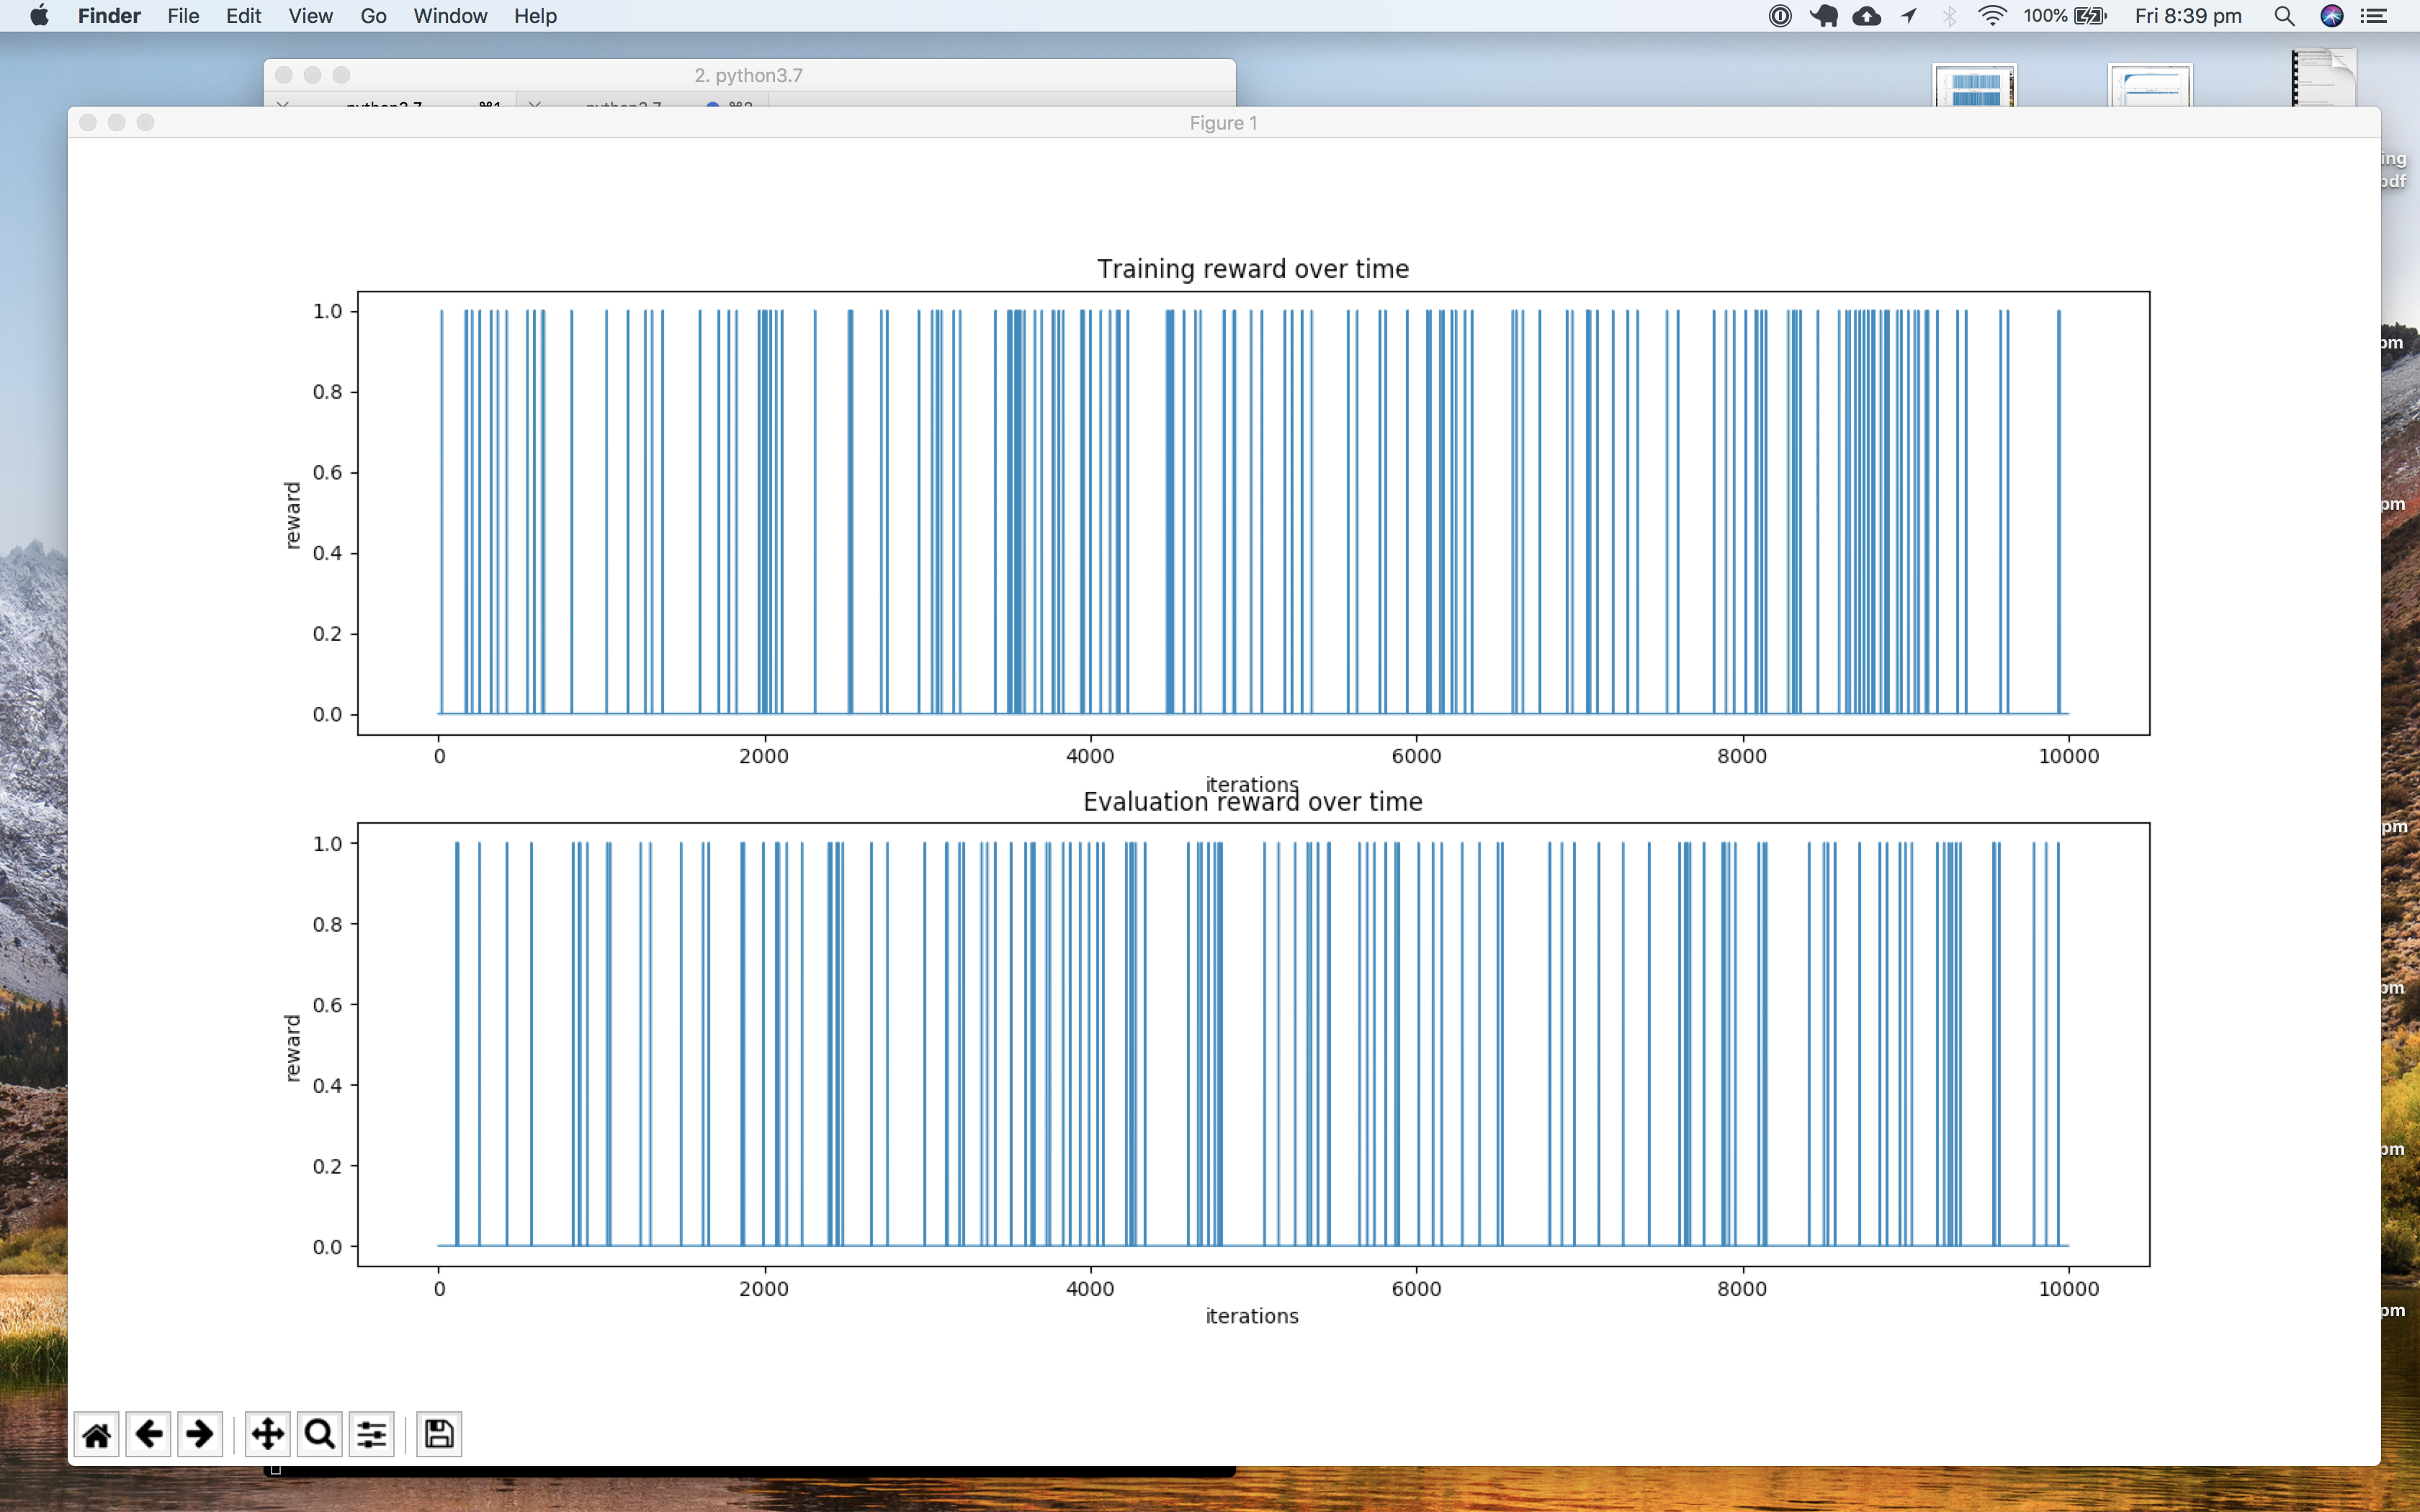 Finder File Edit View Go Window Help 100% Fri 8:39 pm
2. python3.7
Figure 1
ing
pdf
Training reward over time
1.0
0.8
0.6
0.4
0.2
0.0
reward
0 2000 4000 6000 8000 10000
iterations
Evaluation reward over time
1.0
0.8
0.6
0.4
0.2
0.0
reward
0 2000 4000 6000 8000 10000
iterations
pm
pm
pm
pm
pm
pm